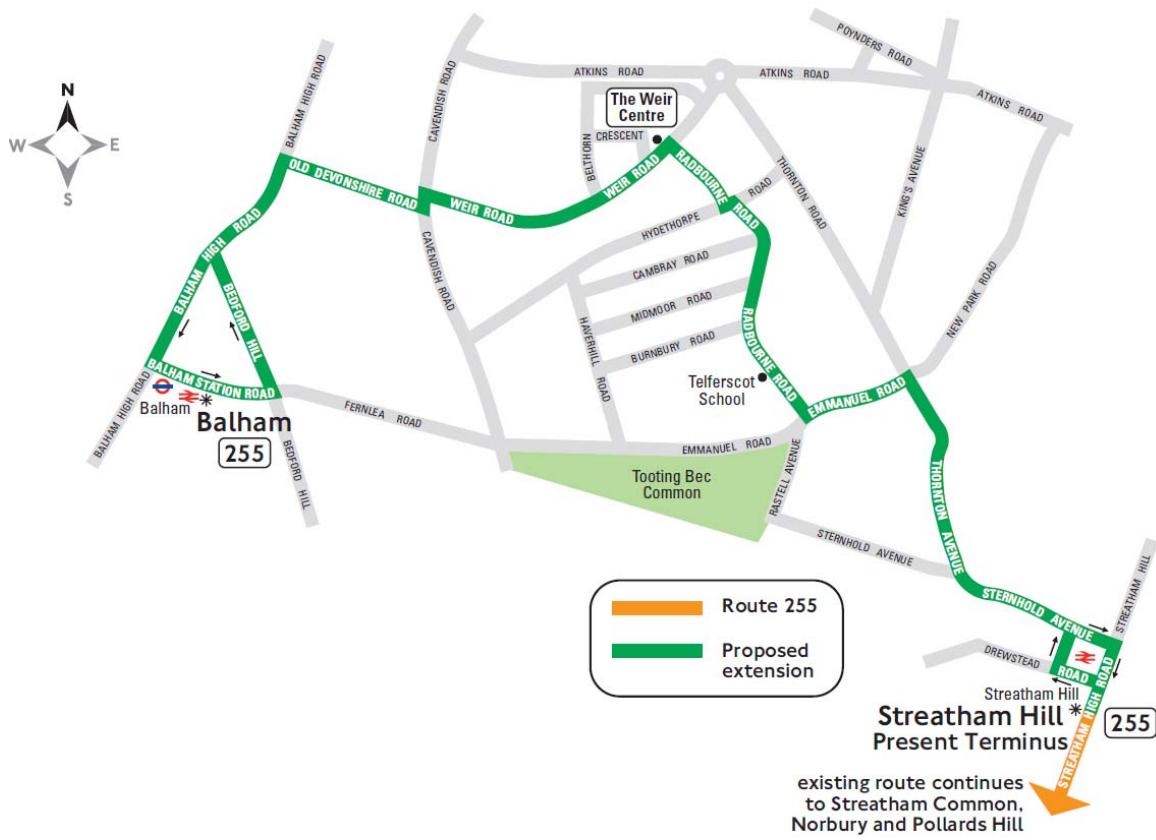 N
W
E
S
BALHAM HIGH ROAD
CAVENDISH ROAD
ATKINS ROAD
ATKINS ROAD
POYNDERS ROAD
ATKINS ROAD
The Weir
Centre
BELTHORN
CRESCENT
OLD DEVONSHIRE ROAD
WEIR ROAD
WEIR ROAD
RADBOURNE
ROAD
THORNTON ROAD
KING'S AVENUE
HYDETHORPE
ROAD
CAVENDISH ROAD
CAMBRAY ROAD
MIDMOOR ROAD
BURNBURY ROAD
HAVERHILL
ROAD
NEW PARK ROAD
BALHAM HIGH ROAD
BEDFORD HILL
BALHAM STATION ROAD
BALHAM HIGH ROAD
Balham
Balham
255
BEDFORD HILL
FERNLEA ROAD
RADBOURNE ROAD
Telferscot
School
EMMANUEL ROAD
EMMANUEL ROAD
Tooting Bec
Common
RASTELL AVENUE
THORNTON AVENUE
STERNHOLD AVENUE
STERNHOLD AVENUE
STREATHAM HILL
Route 255
Proposed
extension
DREWSTEAD
ROAD
Streatham Hill
STREATHAM HIGH ROAD
Streatham Hill
Present Terminus
255
existing route continues
to Streatham Common,
Norbury and Pollards Hill